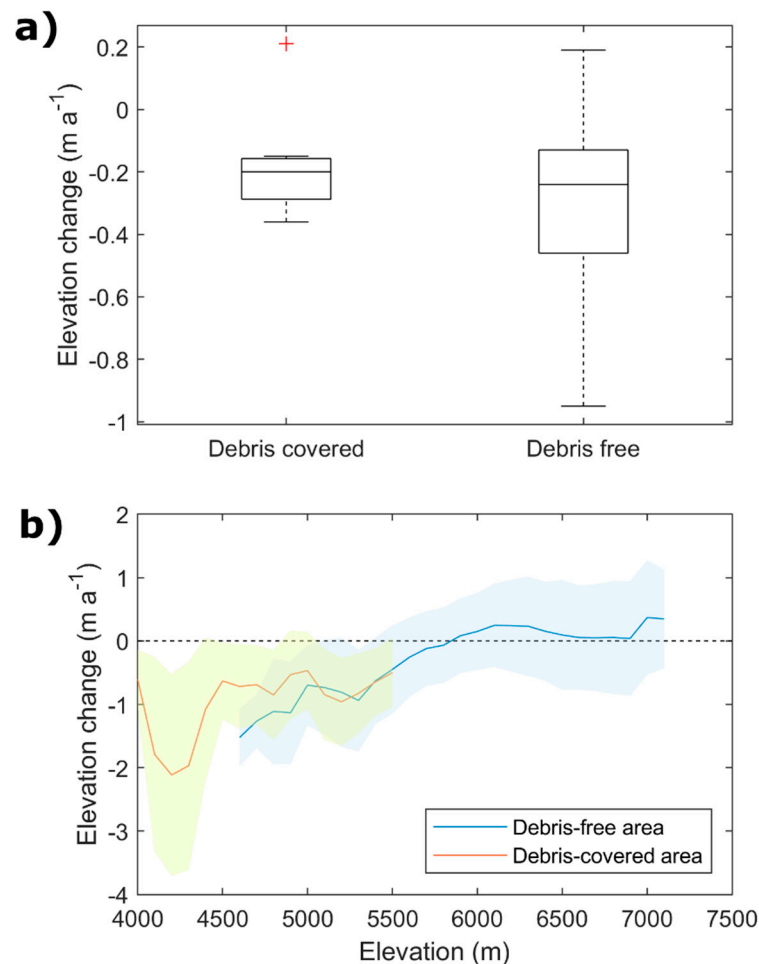 a)
Elevation change (m a⁻¹)
0.2
0
-0.2
-0.4
-0.6
-0.8
-1
Debris covered
Debris free
b)
Elevation change (m a⁻¹)
2
1
0
-1
-2
-3
-4
Debris-free area
Debris-covered area
4000 4500 5000 5500 6000 6500 7000 7500
Elevation (m)